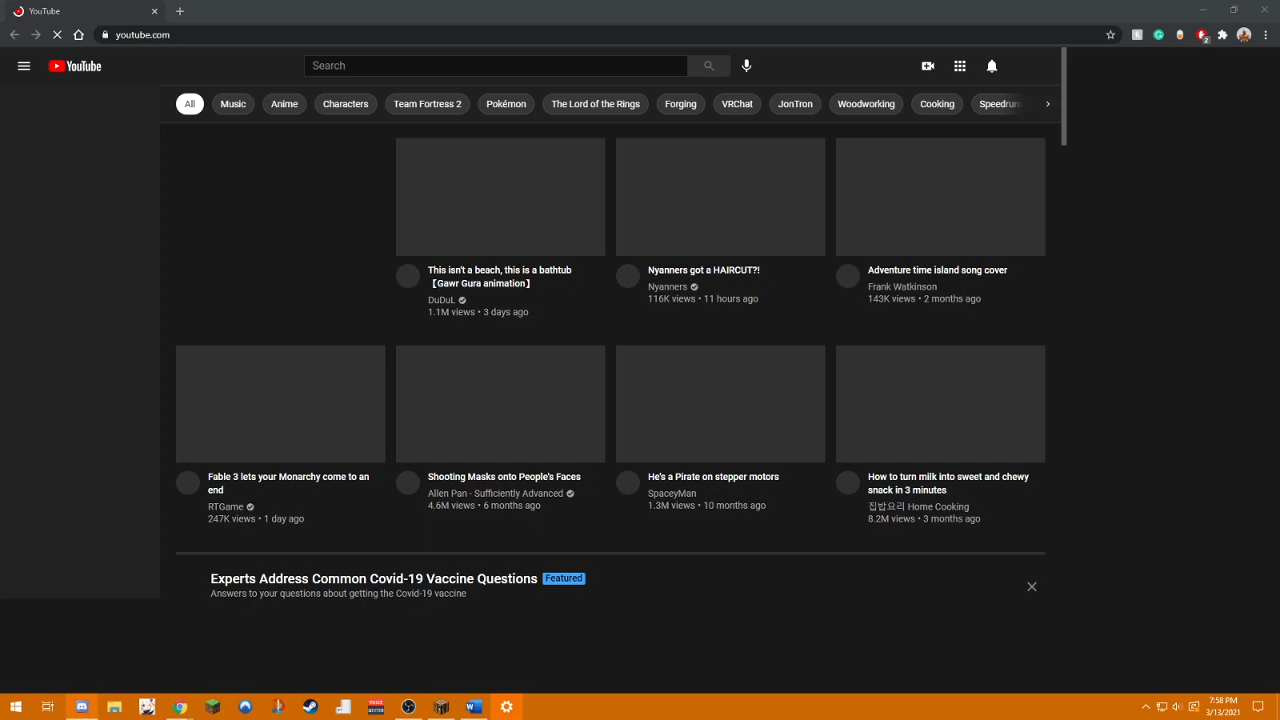 YouTube
youtube.com
2
YouTube
Search
All Music Anime Characters Team Fortress 2 Pokémon The Lord of the Rings Forging VRChat JonTron Woodworking Cooking
This isn't a beach, this is a bathtub
【Gawr Gura animation】
DuDuL
1.1M views • 3 days ago
Nyanners got a HAIRCUT?!
Nyanners
116K views • 11 hours ago
Adventure time island song cover
Frank Watkinson
143K views • 2 months ago
Fable 3 lets your Monarchy come to an
end
RTGame
247K views • 1 day ago
Shooting Masks onto People's Faces
Allen Pan - Sufficiently Advanced
4.6M views • 6 months ago
He's a Pirate on stepper motors
SpaceyMan
1.3M views • 10 months ago
How to turn milk into sweet and chewy
snack in 3 minutes
집밥요리 Home Cooking
8.2M views • 3 months ago
Experts Address Common Covid-19 Vaccine Questions Featured
Answers to your questions about getting the Covid-19 vaccine
7:58 PM
3/13/2021